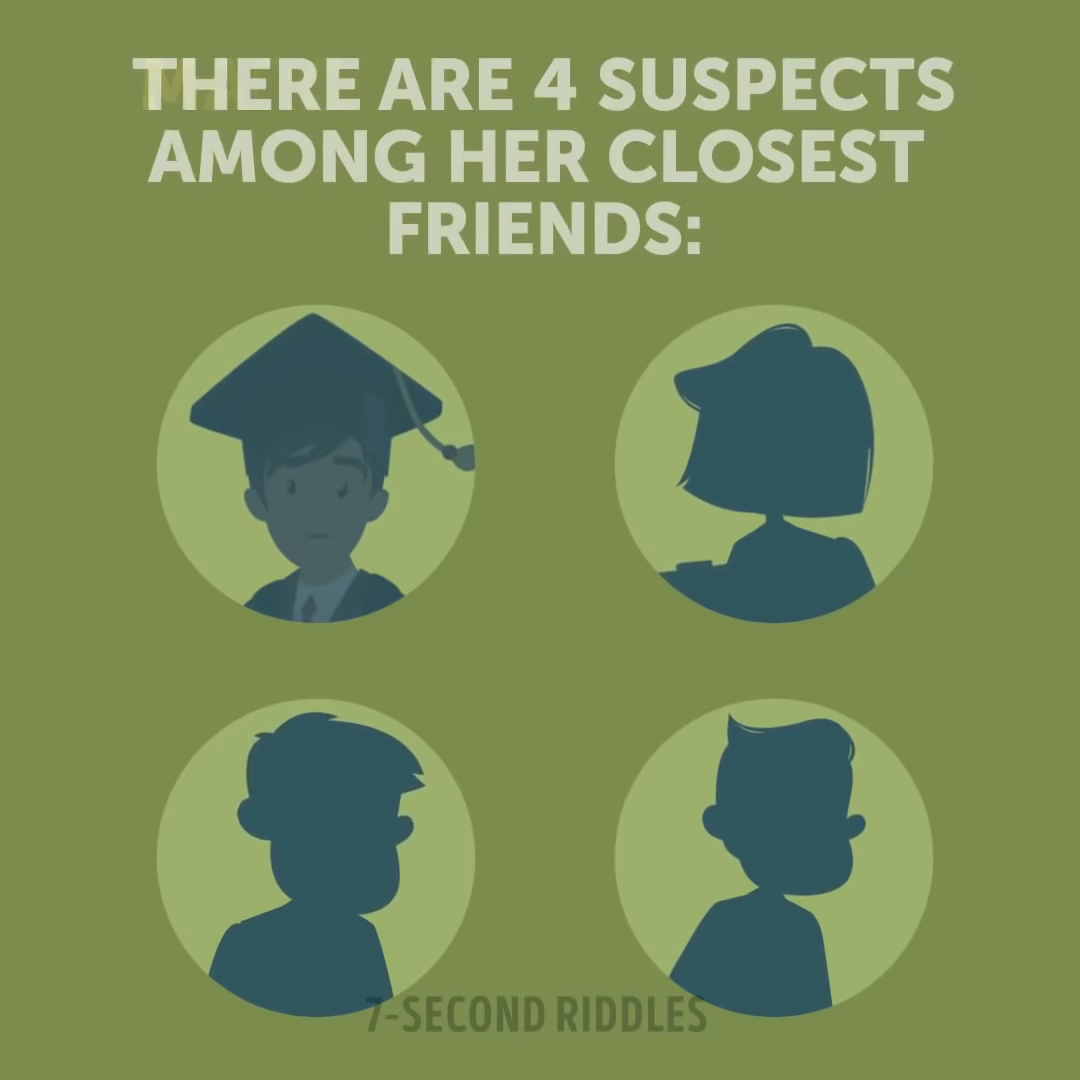 THERE ARE 4 SUSPECTS
AMONG HER CLOSEST
FRIENDS:
7-SECOND RIDDLES